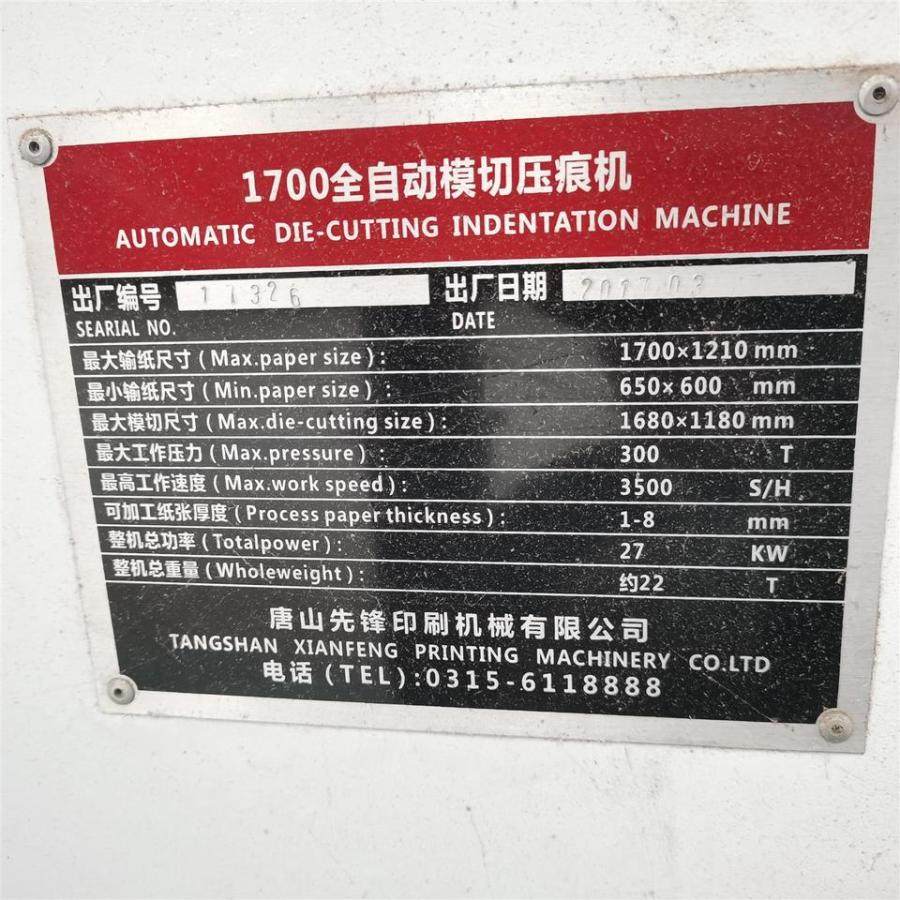 1700全自动模切压痕机
AUTOMATIC DIE-CUTTING INDENTATION MACHINE
出厂编号 17326 出厂日期 2017.03
SEARIAL NO. DATE
最大输纸尺寸(Max.paper size): 1700×1210 mm
最小输纸尺寸(Min.paper size): 650×600 mm
最大模切尺寸(Max.die-cutting size): 1680×1180 mm
最大工作压力(Max.pressure): 300 T
最高工作速度(Max.work speed): 3500 S/H
可加工纸张厚度(Process paper thickness): 1-8 mm
整机总功率(Totalpower): 27 KW
整机总重量(Wholeweight): 约22 T
唐山先锋印刷机械有限公司
TANGSHAN XIANFENG PRINTING MACHINERY CO.LTD
电话(TEL):0315-6118888